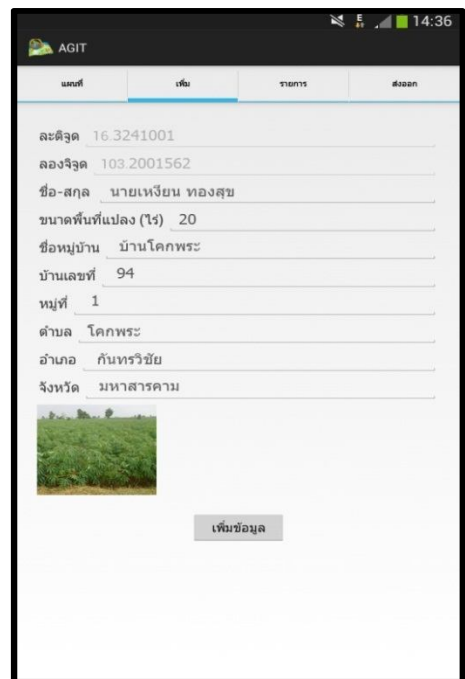 E 14:36
AGIT
แผนที่ เพิ่ม รายการ ส่งออก
ละติจูด 16.3241001
ลองจิจูด 103.2001562
ชื่อ-สกุล นายเหงียน ทองสุข
ขนาดพื้นที่แปลง (ไร่) 20
ชื่อหมู่บ้าน บ้านโคกพระ
บ้านเลขที่ 94
หมู่ที่ 1
ตำบล โคกพระ
อำเภอ กันทรวิชัย
จังหวัด มหาสารคาม
เพิ่มข้อมูล